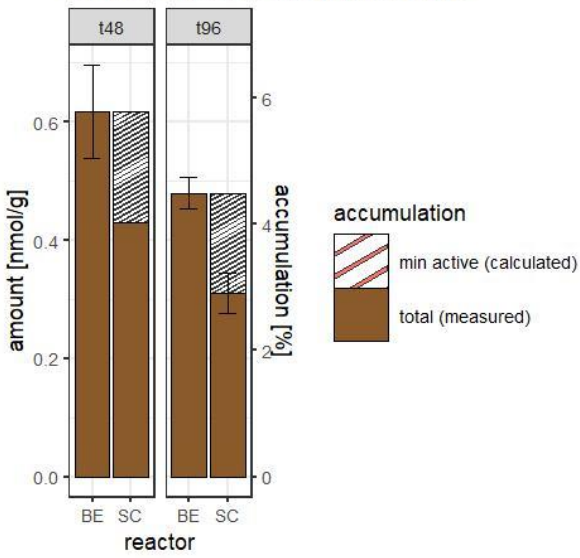 t48 t96
amount [nmol/g]
0.6
0.4
0.2
0.0
6
4
2
0
accumulation [%]
BE SC BE SC
reactor
accumulation
min active (calculated)
total (measured)